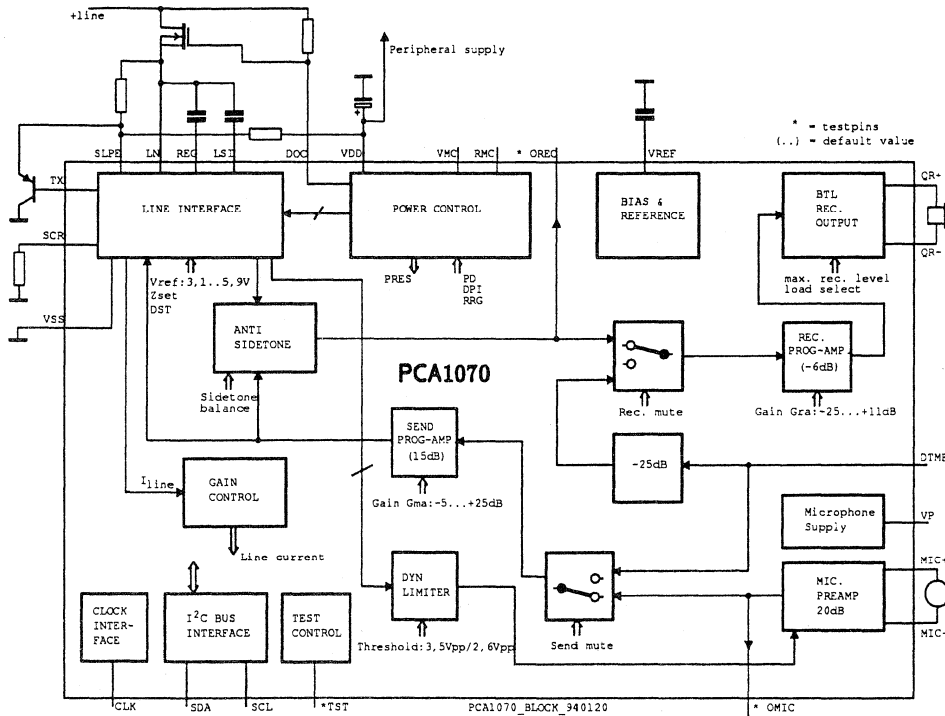 +line
Peripheral supply
+
* = testpins
(..) = default value
SLPE
LN
REG
LSI
DOC
VDD
VMC
RMC
* OREC
VREF
TX
SCR
VSS
LINE INTERFACE
POWER CONTROL
BIAS &
REFERENCE
BTL
REC.
OUTPUT
QR+
QR-
Vref:3,1..5,9V
Zset
DST
PRES
PD
DPI
RRG
max. rec. level
load select
ANTI
SIDETONE
Sidetone
balance
PCA1070
Rec. mute
REC.
PROG-AMP
(-6dB)
Gain Gra:-25...+11dB
SEND
PROG-AMP
(15dB)
Gain Gma:-5...+25dB
-25dB
DTMF
Iline
GAIN
CONTROL
Line current
Microphone
Supply
VP
MIC+
MIC-
DYN
LIMITER
Threshold:3,5Vpp/2,6Vpp
Send mute
MIC.
PREAMP
20dB
CLOCK
INTER-
FACE
I²C BUS
INTERFACE
TEST
CONTROL
CLK
SDA
SCL
*TST
PCA1070_BLOCK_940120
* OMIC